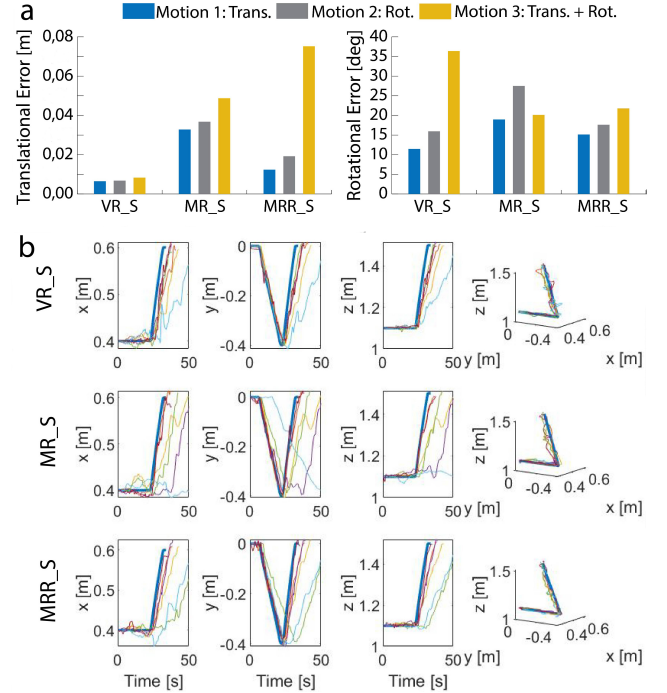 a
Motion 1: Trans. Motion 2: Rot. Motion 3: Trans. + Rot.
Translational Error [m]
0,08
0,06
0,04
0,02
0,00
VR_S MR_S MRR_S
Rotational Error [deg]
40
35
30
25
20
15
10
5
0
VR_S MR_S MRR_S
b
VR_S
x [m]
0.6
0.5
0.4
0 50
y [m]
0
-0.2
-0.4
0 50
z [m]
1.4
1.2
1
0 50
z [m]
1.5
1
0 -0.4 0.4 0.6
y [m] x [m]
MR_S
x [m]
0.6
0.5
0.4
0 50
y [m]
0
-0.2
-0.4
0 50
z [m]
1.4
1.2
1
0 50
z [m]
1.5
1
0 -0.4 0.4 0.6
y [m] x [m]
MRR_S
x [m]
0.6
0.5
0.4
0 50
Time [s]
y [m]
0
-0.2
-0.4
0 50
Time [s]
z [m]
1.4
1.2
1
0 50
Time [s]
z [m]
1.5
1
0 -0.4 0.4 0.6
y [m] x [m]